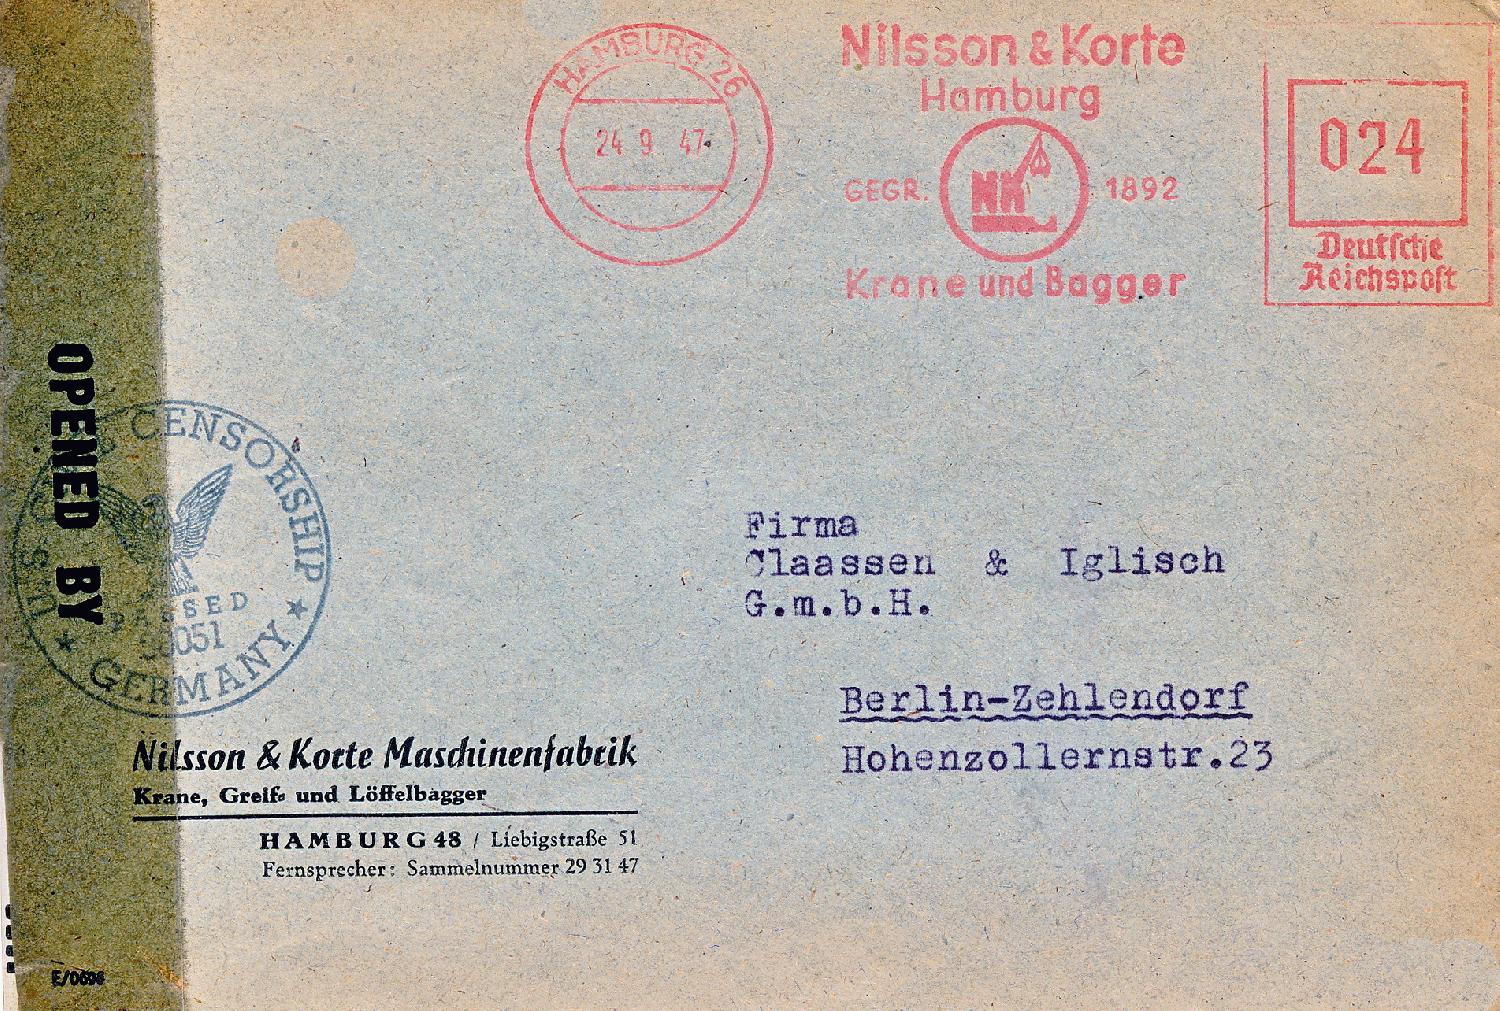 HAMBURG 26
24 9 47
Nilsson & Korte
Hamburg
GEGR. NK 1892
Krane und Bagger
024
Deutsche
Reichspost
OPENED BY
CENSORSHIP
PASSED
GERMANY
Firma
Claassen & Iglisch
G.m.b.H.
Berlin-Zehlendorf
Hohenzollernstr.23
Nilsson & Korte Maschinenfabrik
Krane, Greif- und Löffelbagger
HAMBURG 48 / Liebigstraße 51
Fernsprecher: Sammelnummer 29 31 47